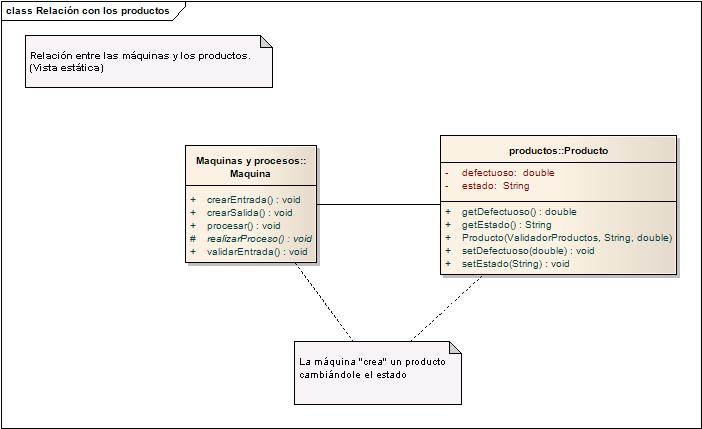 class Relación con los productos
Relación entre las máquinas y los productos.
(Vista estática)
Maquinas y procesos::
Maquina
+ crearEntrada() : void
+ crearSalida() : void
+ procesar() : void
# realizarProceso() : void
+ validarEntrada() : void
productos::Producto
- defectuoso: double
- estado: String
+ getDefectuoso() : double
+ getEstado() : String
+ Producto(ValidadorProductos, String, double)
+ setDefectuoso(double) : void
+ setEstado(String) : void
La máquina "crea" un producto
cambiándole el estado